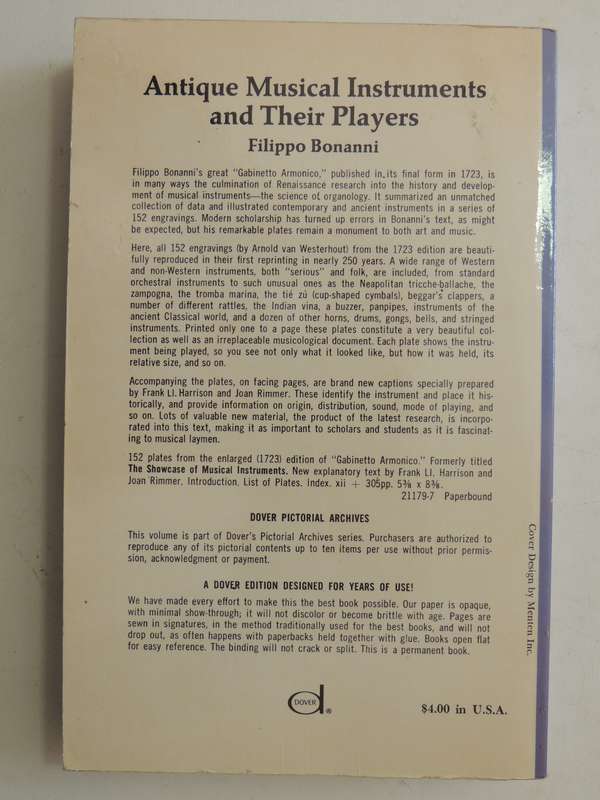 Antique Musical Instruments
and Their Players
Filippo Bonanni
Filippo Bonanni's great "Gabinetto Armonico," published in its final form in 1723, is
in many ways the culmination of Renaissance research into the history and develop-
ment of musical instruments—the science of organology. It summarized an unmatched
collection of data and illustrated contemporary and ancient instruments in a series of
152 engravings. Modern scholarship has turned up errors in Bonanni's text, as might
be expected, but his remarkable plates remain a monument to both art and music.
Here, all 152 engravings (by Arnold van Westerhout) from the 1723 edition are beauti-
fully reproduced in their first reprinting in nearly 250 years. A wide range of Western
and non-Western instruments, both "serious" and folk, are included, from standard
orchestral instruments to such unusual ones as the Neapolitan tricche-ballache, the
zampogna, the tromba marina, the tié zú (cup-shaped cymbals), beggar's clappers, a
number of different rattles, the Indian vina, a buzzer, panpipes, instruments of the
ancient Classical world, and a dozen of other horns, drums, gongs, bells, and stringed
instruments. Printed only one to a page these plates constitute a very beautiful col-
lection as well as an irreplaceable musicological document. Each plate shows the instru-
ment being played, so you see not only what it looked like, but how it was held, its
relative size, and so on.
Accompanying the plates, on facing pages, are brand new captions specially prepared
by Frank Ll. Harrison and Joan Rimmer. These identify the instrument and place it his-
torically, and provide information on origin, distribution, sound, mode of playing, and
so on. Lots of valuable new material, the product of the latest research, is incorpo-
rated into this text, making it as important to scholars and students as it is fascinat-
ing to musical laymen.
152 plates from the enlarged (1723) edition of "Gabinetto Armonico." Formerly titled
The Showcase of Musical Instruments. New explanatory text by Frank Ll. Harrison and
Joan Rimmer. Introduction. List of Plates. Index. xii + 305pp. 5⅜ x 8⅜.
21179-7 Paperbound
DOVER PICTORIAL ARCHIVES
This volume is part of Dover's Pictorial Archives series. Purchasers are authorized to
reproduce any of its pictorial contents up to ten items per use without prior permis-
sion, acknowledgment or payment.
A DOVER EDITION DESIGNED FOR YEARS OF USE!
We have made every effort to make this the best book possible. Our paper is opaque,
with minimal show-through; it will not discolor or become brittle with age. Pages are
sewn in signatures, in the method traditionally used for the best books, and will not
drop out, as often happens with paperbacks held together with glue. Books open flat
for easy reference. The binding will not crack or split. This is a permanent book.
DOVER
®
$4.00 in U.S.A.
Cover Design by Menten Inc.